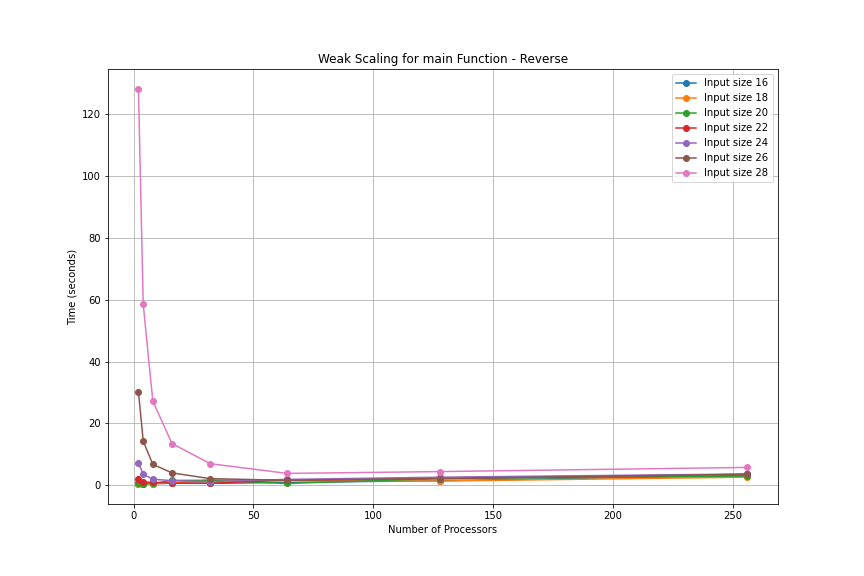 Weak Scaling for main Function - Reverse
Input size 16
Input size 18
Input size 20
Input size 22
Input size 24
Input size 26
Input size 28
Time (seconds)
120
100
80
60
40
20
0
0 50 100 150 200 250
Number of Processors